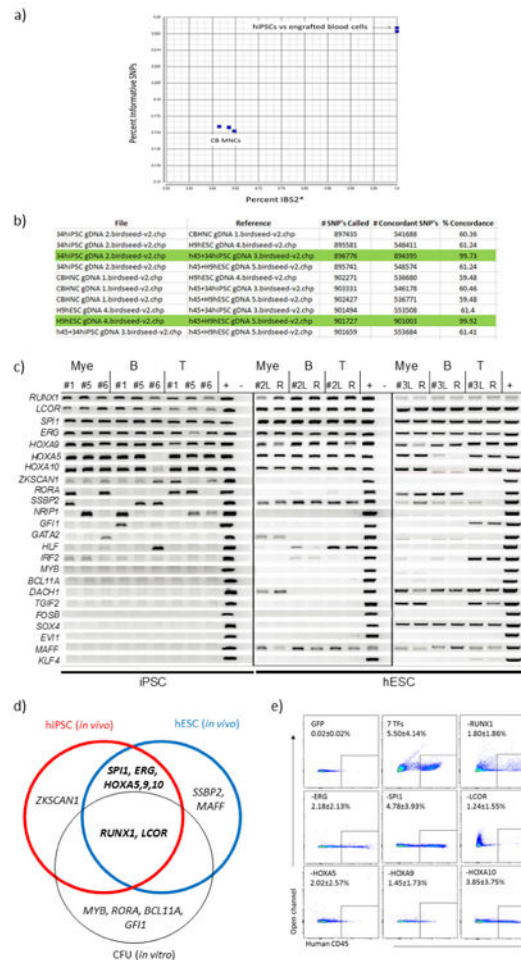 a)
hiPSCs vs engrafted blood cells
Percent Informative SNPs
CB MNCs
Percent IBS2*
b)
File Reference # SNP's Called # Concordant SNP's % Concordance
34hiPSC gDNA 2.birdseed-v2.chp CBHNC gDNA 1.birdseed-v2.chp 897435 541688 60.36
34hiPSC gDNA 2.birdseed-v2.chp H9hESC gDNA 4.birdseed-v2.chp 895581 548411 61.24
34hiPSC gDNA 2.birdseed-v2.chp h45+34hiPSC gDNA 3.birdseed-v2.chp 896776 894395 99.73
34hiPSC gDNA 2.birdseed-v2.chp h45+H9hESC gDNA 5.birdseed-v2.chp 895741 548574 61.24
CBHNC gDNA 1.birdseed-v2.chp H9hESC gDNA 4.birdseed-v2.chp 902271 536680 59.48
CBHNC gDNA 1.birdseed-v2.chp h45+34hiPSC gDNA 3.birdseed-v2.chp 903331 546178 60.46
CBHNC gDNA 1.birdseed-v2.chp h45+H9hESC gDNA 5.birdseed-v2.chp 902427 536771 59.48
H9hESC gDNA 4.birdseed-v2.chp h45+34hiPSC gDNA 3.birdseed-v2.chp 901494 553508 61.4
H9hESC gDNA 4.birdseed-v2.chp h45+H9hESC gDNA 5.birdseed-v2.chp 901727 901003 99.92
h45+34hiPSC gDNA 3.birdseed-v2.chp h45+H9hESC gDNA 5.birdseed-v2.chp 901659 553684 61.41
c)
Mye B T Mye B T Mye B T
#1 #5 #6 #1 #5 #6 #1 #5 #6 + - #2L R #2L R #2L R + - #3L R #3L R #3L R +
RUNX1
LCOR
SPI1
ERG
HOXA9
HOXA5
HOXA10
ZKSCAN1
RORA
SSBP2
NRIP1
GFI1
GATA2
HLF
IRF2
MYB
BCL11A
DACH1
TGIF2
FOSB
SOX4
EVI1
MAFF
KLF4
iPSC hESC
d)
hiPSC (in vivo) hESC (in vivo)
SPI1, ERG,
HOXA5,9,10
ZKSCAN1
SSBP2,
MAFF
RUNX1, LCOR
MYB, RORA, BCL11A,
GFI1
CFU (in vitro)
e)
GFP 7 TFs -RUNX1
0.02±0.02% 5.50±4.14% 1.80±1.86%
-ERG -SPI1 -LCOR
2.18±2.13% 4.78±3.93% 1.24±1.55%
-HOXA5 -HOXA9 -HOXA10
2.02±2.57% 1.45±1.73% 3.85±3.75%
Open channel
Human CD45